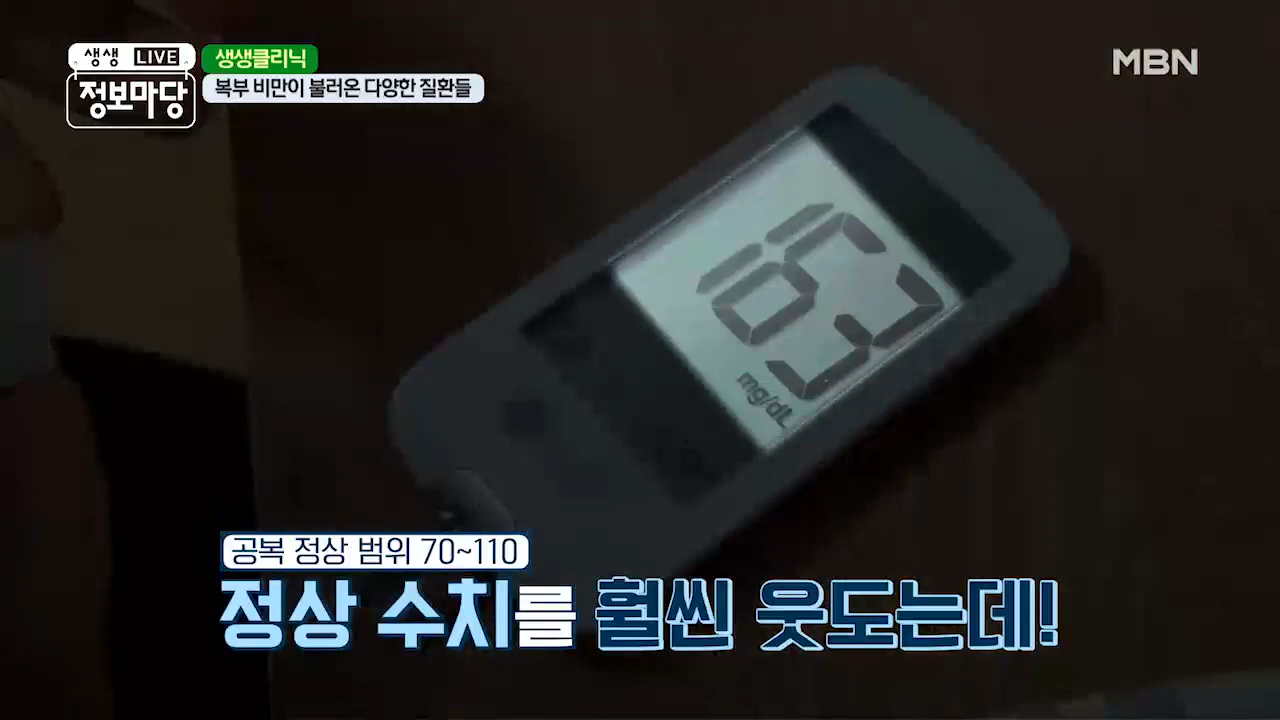 생생 LIVE
정보마당
생생클리닉
복부 비만이 불러온 다양한 질환들
MBN
163
mg/dL
공복 정상 범위 70~110
정상 수치를 훨씬 웃도는데!